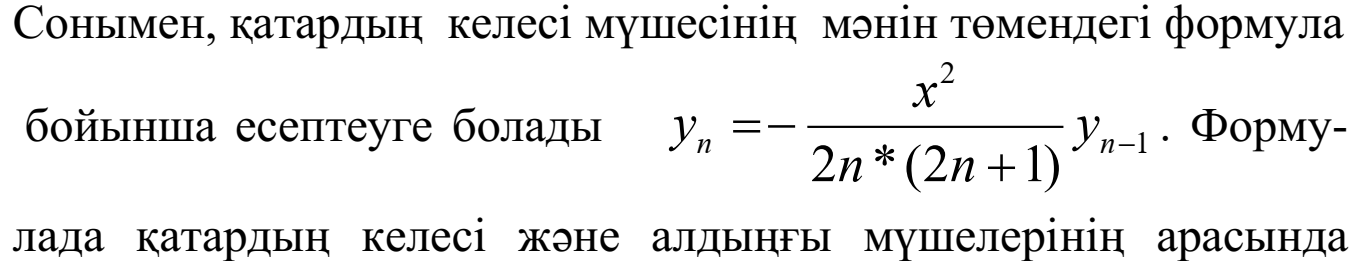 Сонымен, қатардың келесі мүшесінің мәнін төмендегі формула
бойынша есептеуге болады $y_n = -\frac{x^2}{2n*(2n+1)} y_{n-1}$. Форму-
лада қатардың келесі және алдыңғы мүшелерінің арасында